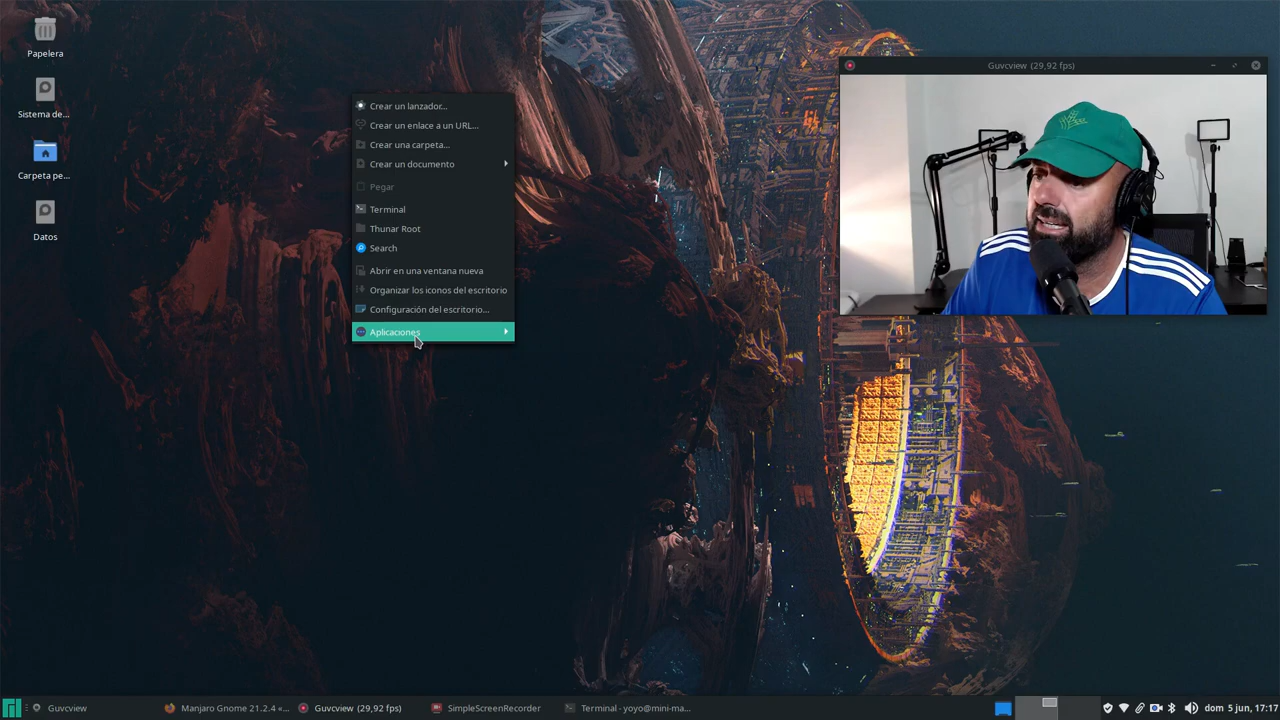 Papelera
Sistema de...
Carpeta pe...
Datos
Crear un lanzador...
Crear un enlace a un URL...
Crear una carpeta...
Crear un documento
Pegar
Terminal
Thunar Root
Search
Abrir en una ventana nueva
Organizar los iconos del escritorio
Configuración del escritorio...
Aplicaciones
Guvcview (29,92 fps)
Guvcview
Manjaro Gnome 21.2.4 «...
Guvcview (29,92 fps)
SimpleScreenRecorder
Terminal - yoyo@mini-ma...
dom 5 jun, 17:17